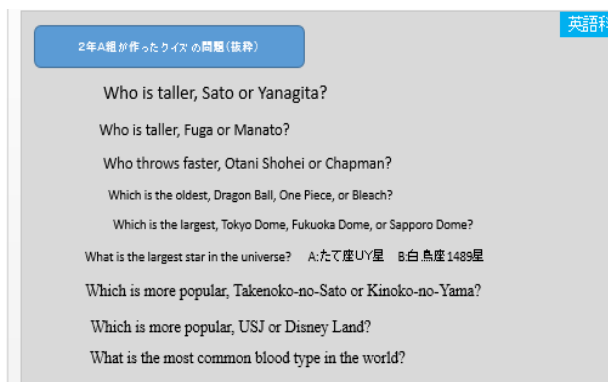 英語科
2年A組が作ったクイズの問題(抜粋)
Who is taller, Sato or Yanagita?
Who is taller, Fuga or Manato?
Who throws faster, Otani Shohei or Chapman?
Which is the oldest, Dragon Ball, One Piece, or Bleach?
Which is the largest, Tokyo Dome, Fukuoka Dome, or Sapporo Dome?
What is the largest star in the universe? A:たて座UY星 B:白鳥座1489星
Which is more popular, Takenoko-no-Sato or Kinoko-no-Yama?
Which is more popular, USJ or Disney Land?
What is the most common blood type in the world?